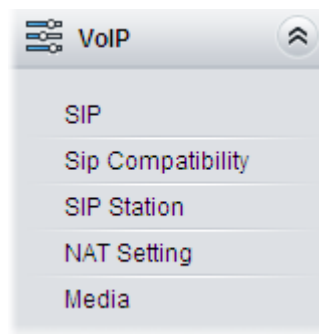 VoIP
SIP
Sip Compatibility
SIP Station
NAT Setting
Media